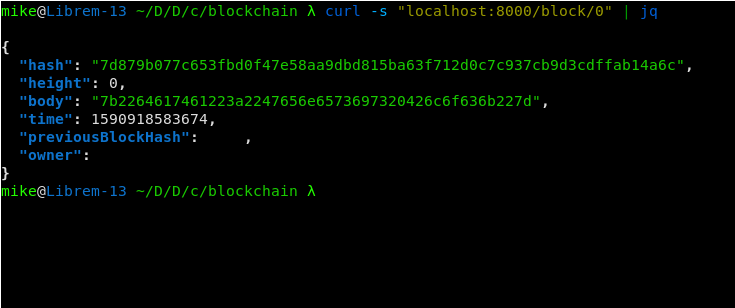 mike@Librem-13 ~/D/D/c/blockchain λ curl -s "localhost:8000/block/0" | jq
{
"hash": "7d879b077c653fbd0f47e58aa9dbd815ba63f712d0c7c937cb9d3cdffab14a6c",
"height": 0,
"body": "7b2264617461223a2247656e6573697320426c6f636b227d",
"time": 1590918583674,
"previousBlockHash": ,
"owner":
}
mike@Librem-13 ~/D/D/c/blockchain λ